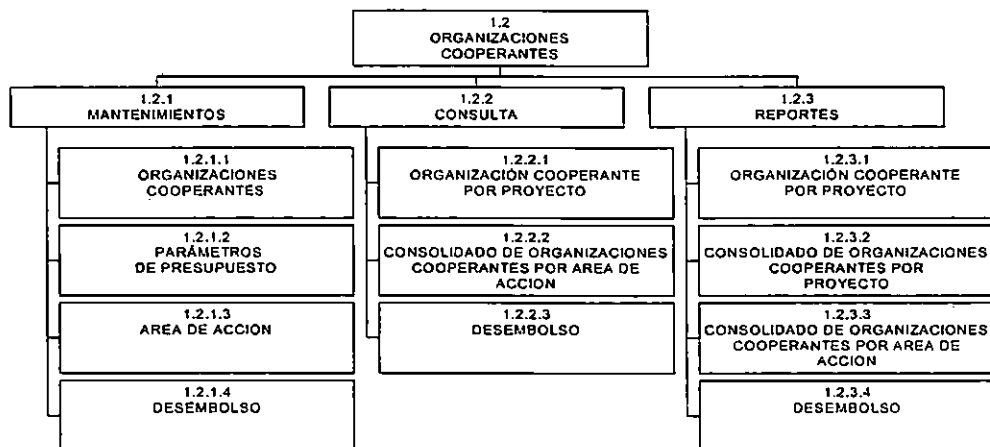 1.2
ORGANIZACIONES
COOPERANTES
1.2.1
MANTENIMIENTOS
1.2.2
CONSULTA
1.2.3
REPORTES
1.2.1.1
ORGANIZACIONES
COOPERANTES
1.2.2.1
ORGANIZACIÓN COOPERANTE
POR PROYECTO
1.2.3.1
ORGANIZACIÓN COOPERANTE
POR PROYECTO
1.2.1.2
PARÁMETROS
DE PRESUPUESTO
1.2.2.2
CONSOLIDADO DE ORGANIZACIONES
COOPERANTES POR AREA DE
ACCION
1.2.3.2
CONSOLIDADO DE ORGANIZACIONES
COOPERANTES POR
PROYECTO
1.2.1.3
AREA DE ACCION
1.2.2.3
DESEMBOLSO
1.2.3.3
CONSOLIDADO DE ORGANIZACIONES
COOPERANTES POR AREA DE
ACCION
1.2.1.4
DESEMBOLSO
1.2.3.4
DESEMBOLSO